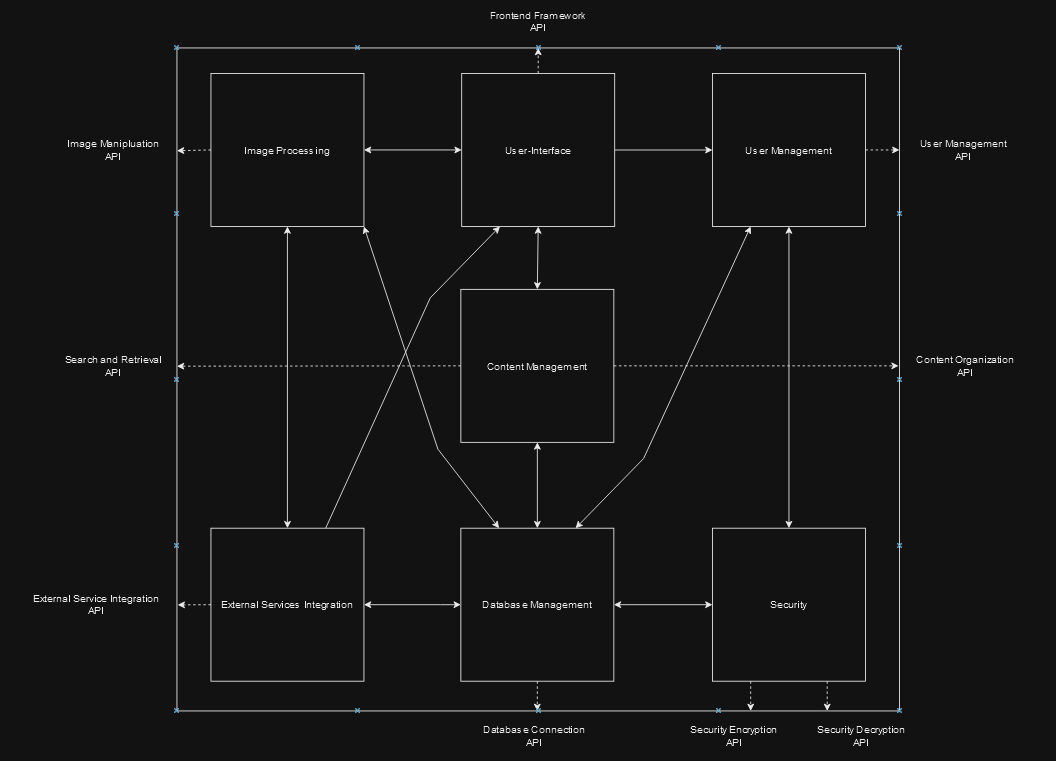 Frontend Framework
API
Image Manipluation
API
Image Processing
User-Interface
User Management
User Management
API
Search and Retrieval
API
Content Management
Content Organization
API
External Service Integration
API
External Services Integration
Database Management
Security
Database Connection
API
Security Encryption
API
Security Decryption
API